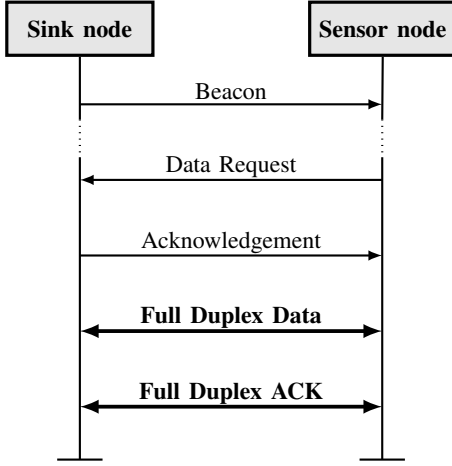 Sink node
Sensor node
Beacon
Data Request
Acknowledgement
Full Duplex Data
Full Duplex ACK